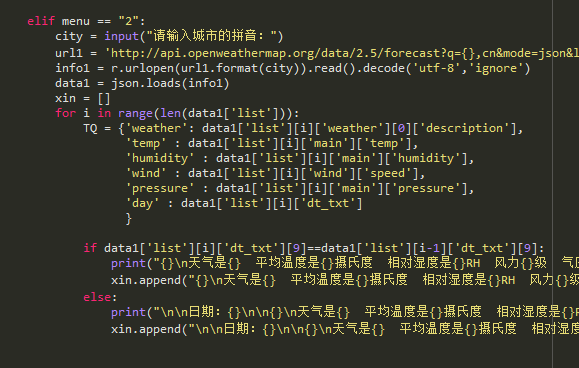 elif menu == "2":
city = input("请输入城市的拼音：")
url1 = 'http://api.openweathermap.org/data/2.5/forecast?q={},cn&mode=json&l
info1 = r.urlopen(url1.format(city)).read().decode('utf-8','ignore')
data1 = json.loads(info1)
xin = []
for i in range(len(data1['list'])):
TQ = {'weather': data1['list'][i]['weather'][0]['description'],
'temp' : data1['list'][i]['main']['temp'],
'humidity' : data1['list'][i]['main']['humidity'],
'wind' : data1['list'][i]['wind']['speed'],
'pressure' : data1['list'][i]['main']['pressure'],
'day' : data1['list'][i]['dt_txt']
}
if data1['list'][i]['dt_txt'][9]==data1['list'][i-1]['dt_txt'][9]:
print("{}\n天气是{} 平均温度是{}摄氏度 相对湿度是{}RH 风力{}级 气
xin.append("{}\n天气是{} 平均温度是{}摄氏度 相对湿度是{}RH 风力{}级
else:
print("\n\n日期：{}\n\n{}\n天气是{} 平均温度是{}摄氏度 相对湿度是{}R
xin.append("\n\n日期：{}\n\n{}\n天气是{} 平均温度是{}摄氏度 相对湿度